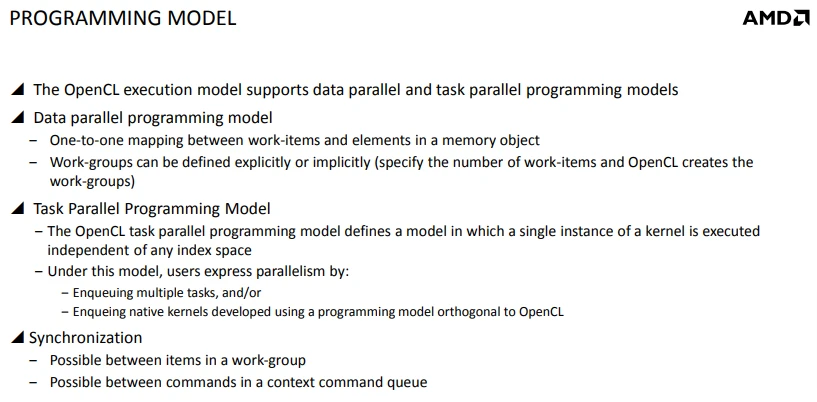 PROGRAMMING MODEL
AMD
The OpenCL execution model supports data parallel and task parallel programming models
Data parallel programming model
– One-to-one mapping between work-items and elements in a memory object
– Work-groups can be defined explicitly or implicitly (specify the number of work-items and OpenCL creates the
work-groups)
Task Parallel Programming Model
– The OpenCL task parallel programming model defines a model in which a single instance of a kernel is executed
independent of any index space
– Under this model, users express parallelism by:
– Enqueuing multiple tasks, and/or
– Enqueing native kernels developed using a programming model orthogonal to OpenCL
Synchronization
– Possible between items in a work-group
– Possible between commands in a context command queue